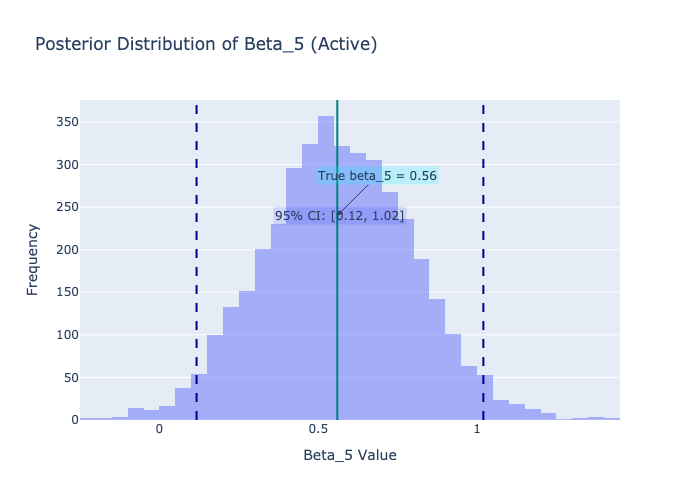 Posterior Distribution of Beta_5 (Active)
350
300
250
200
150
100
50
0
Frequency
True beta_5 = 0.56
95% CI: [0.12, 1.02]
0
0.5
1
Beta_5 Value